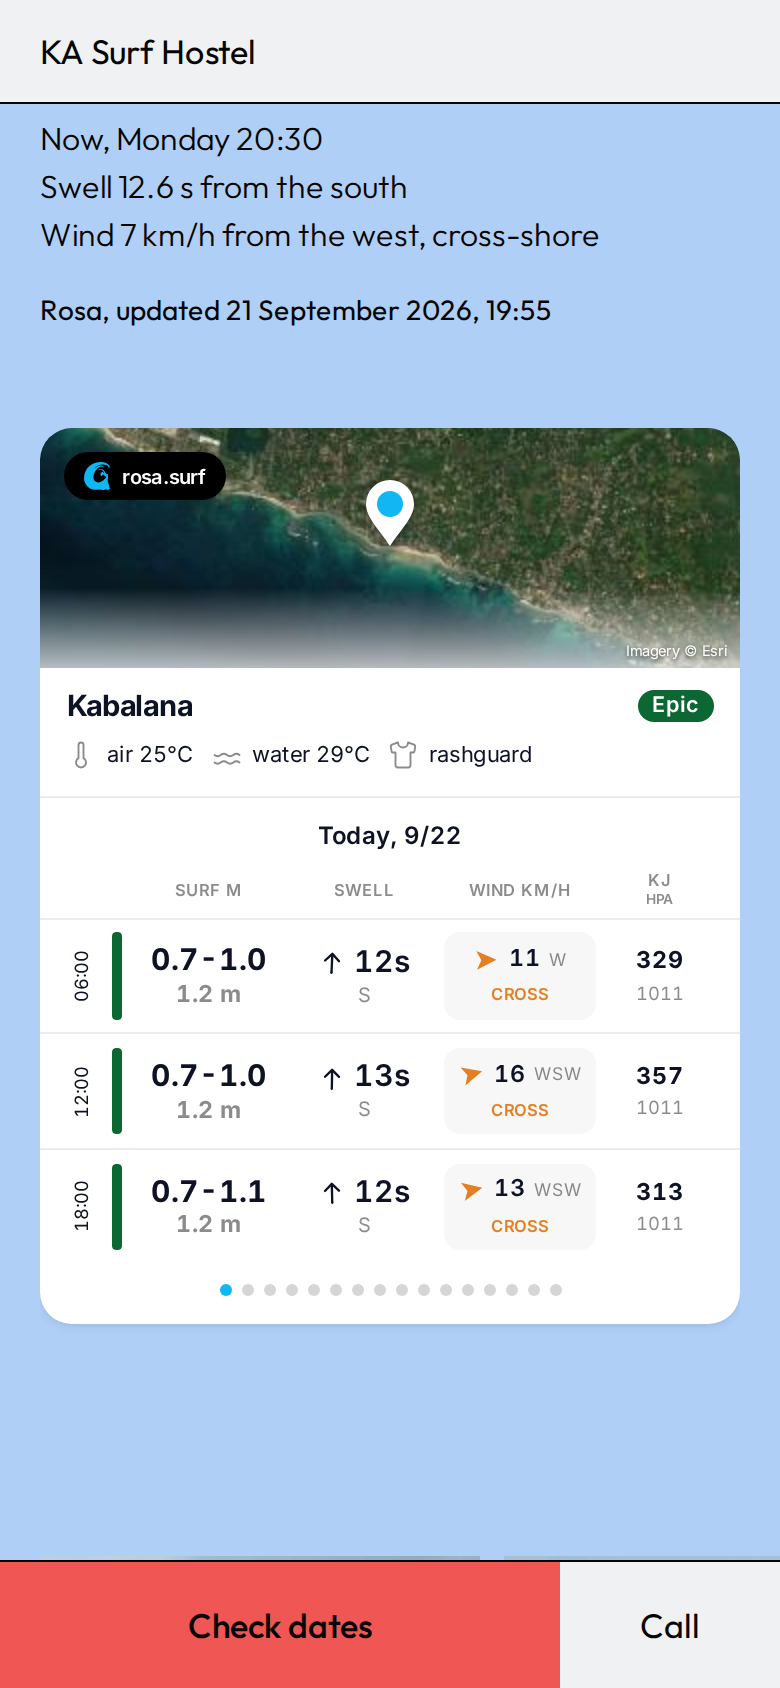 KA Surf Hostel
Now, Monday 20:30
Swell 12.6 s from the south
Wind 7 km/h from the west, cross-shore
Rosa, updated 21 September 2026, 19:55
rosa.surf
Imagery © Esri
Kabalana
Epic
air 25°C water 29°C rashguard
Today, 9/22
SURF M SWELL WIND KM/H KJ
HPA
06:00 0.7-1.0 12s 11 W 329
1.2 m S CROSS 1011
12:00 0.7-1.0 13s 16 WSW 357
1.2 m S CROSS 1011
18:00 0.7-1.1 12s 13 WSW 313
1.2 m S CROSS 1011
Check dates Call